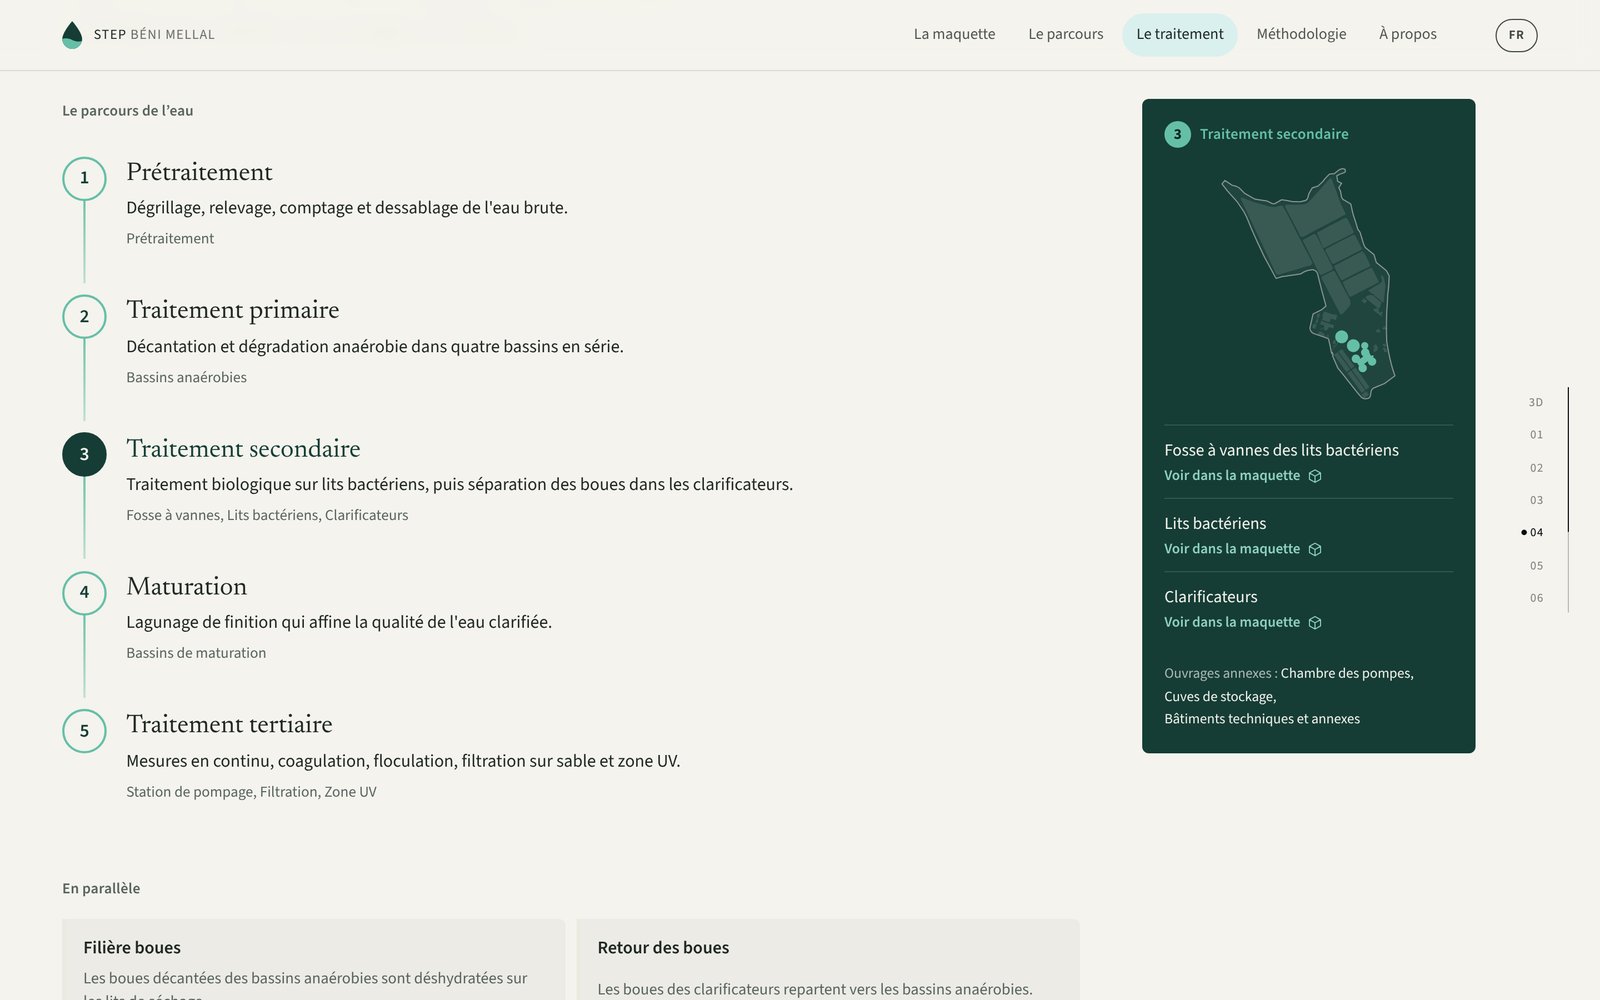 STEP BÉNI MELLAL
La maquette
Le parcours
Le traitement
Méthodologie
À propos
FR
Le parcours de l’eau
1
Prétraitement
Dégrillage, relevage, comptage et dessablage de l'eau brute.
Prétraitement
2
Traitement primaire
Décantation et dégradation anaérobie dans quatre bassins en série.
Bassins anaérobies
3
Traitement secondaire
Traitement biologique sur lits bactériens, puis séparation des boues dans les clarificateurs.
Fosse à vannes, Lits bactériens, Clarificateurs
4
Maturation
Lagunage de finition qui affine la qualité de l'eau clarifiée.
Bassins de maturation
5
Traitement tertiaire
Mesures en continu, coagulation, floculation, filtration sur sable et zone UV.
Station de pompage, Filtration, Zone UV
3 Traitement secondaire
Fosse à vannes des lits bactériens
Voir dans la maquette
Lits bactériens
Voir dans la maquette
Clarificateurs
Voir dans la maquette
Ouvrages annexes : Chambre des pompes,
Cuves de stockage,
Bâtiments techniques et annexes
3D
01
02
03
04
05
06
En parallèle
Filière boues
Les boues décantées des bassins anaérobies sont déshydratées sur
les lits de séchage.
Retour des boues
Les boues des clarificateurs repartent vers les bassins anaérobies.